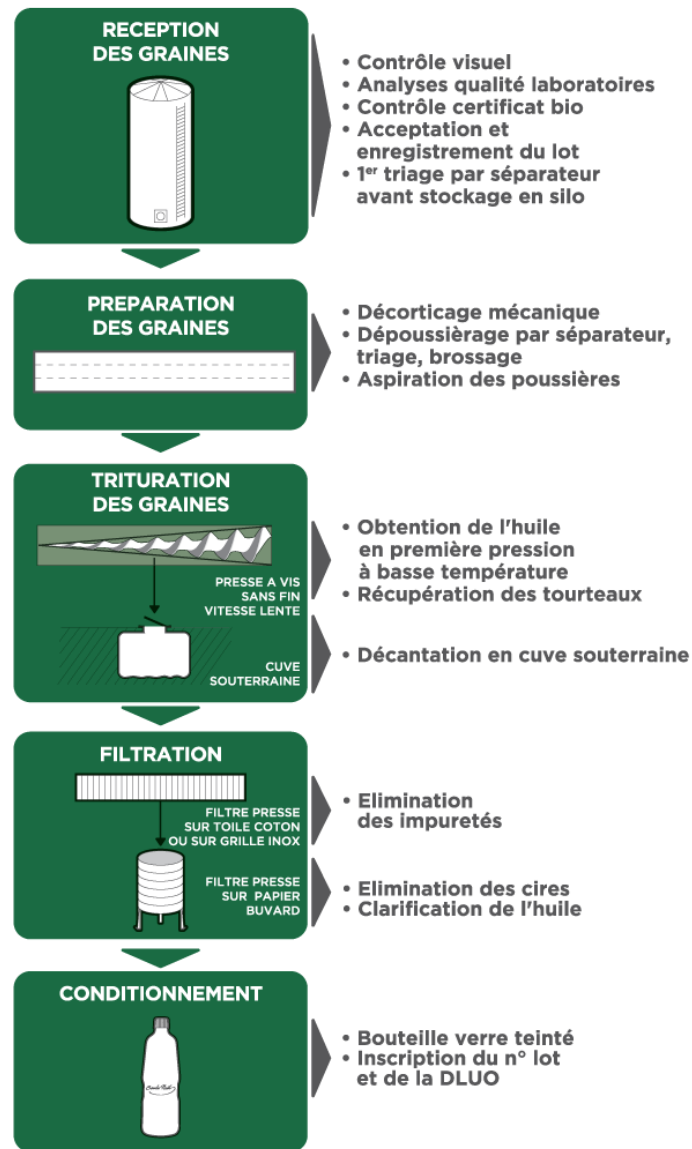 RECEPTION
DES GRAINES
• Contrôle visuel
• Analyses qualité laboratoires
• Contrôle certificat bio
• Acceptation et
enregistrement du lot
• 1er triage par séparateur
avant stockage en silo
PREPARATION
DES GRAINES
• Décorticage mécanique
• Dépoussièrage par séparateur,
triage, brossage
• Aspiration des poussières
TRITURATION
DES GRAINES
PRESSE A VIS
SANS FIN
VITESSE LENTE
• Obtention de l'huile
en première pression
à basse température
• Récupération des tourteaux
CUVE
SOUTERRAINE
• Décantation en cuve souterraine
FILTRATION
FILTRE PRESSE
SUR TOILE COTON
OU SUR GRILLE INOX
• Elimination
des impuretés
FILTRE PRESSE
SUR PAPIER
BUVARD
• Elimination des cires
• Clarification de l'huile
CONDITIONNEMENT
• Bouteille verre teinté
• Inscription du n° lot
et de la DLUO